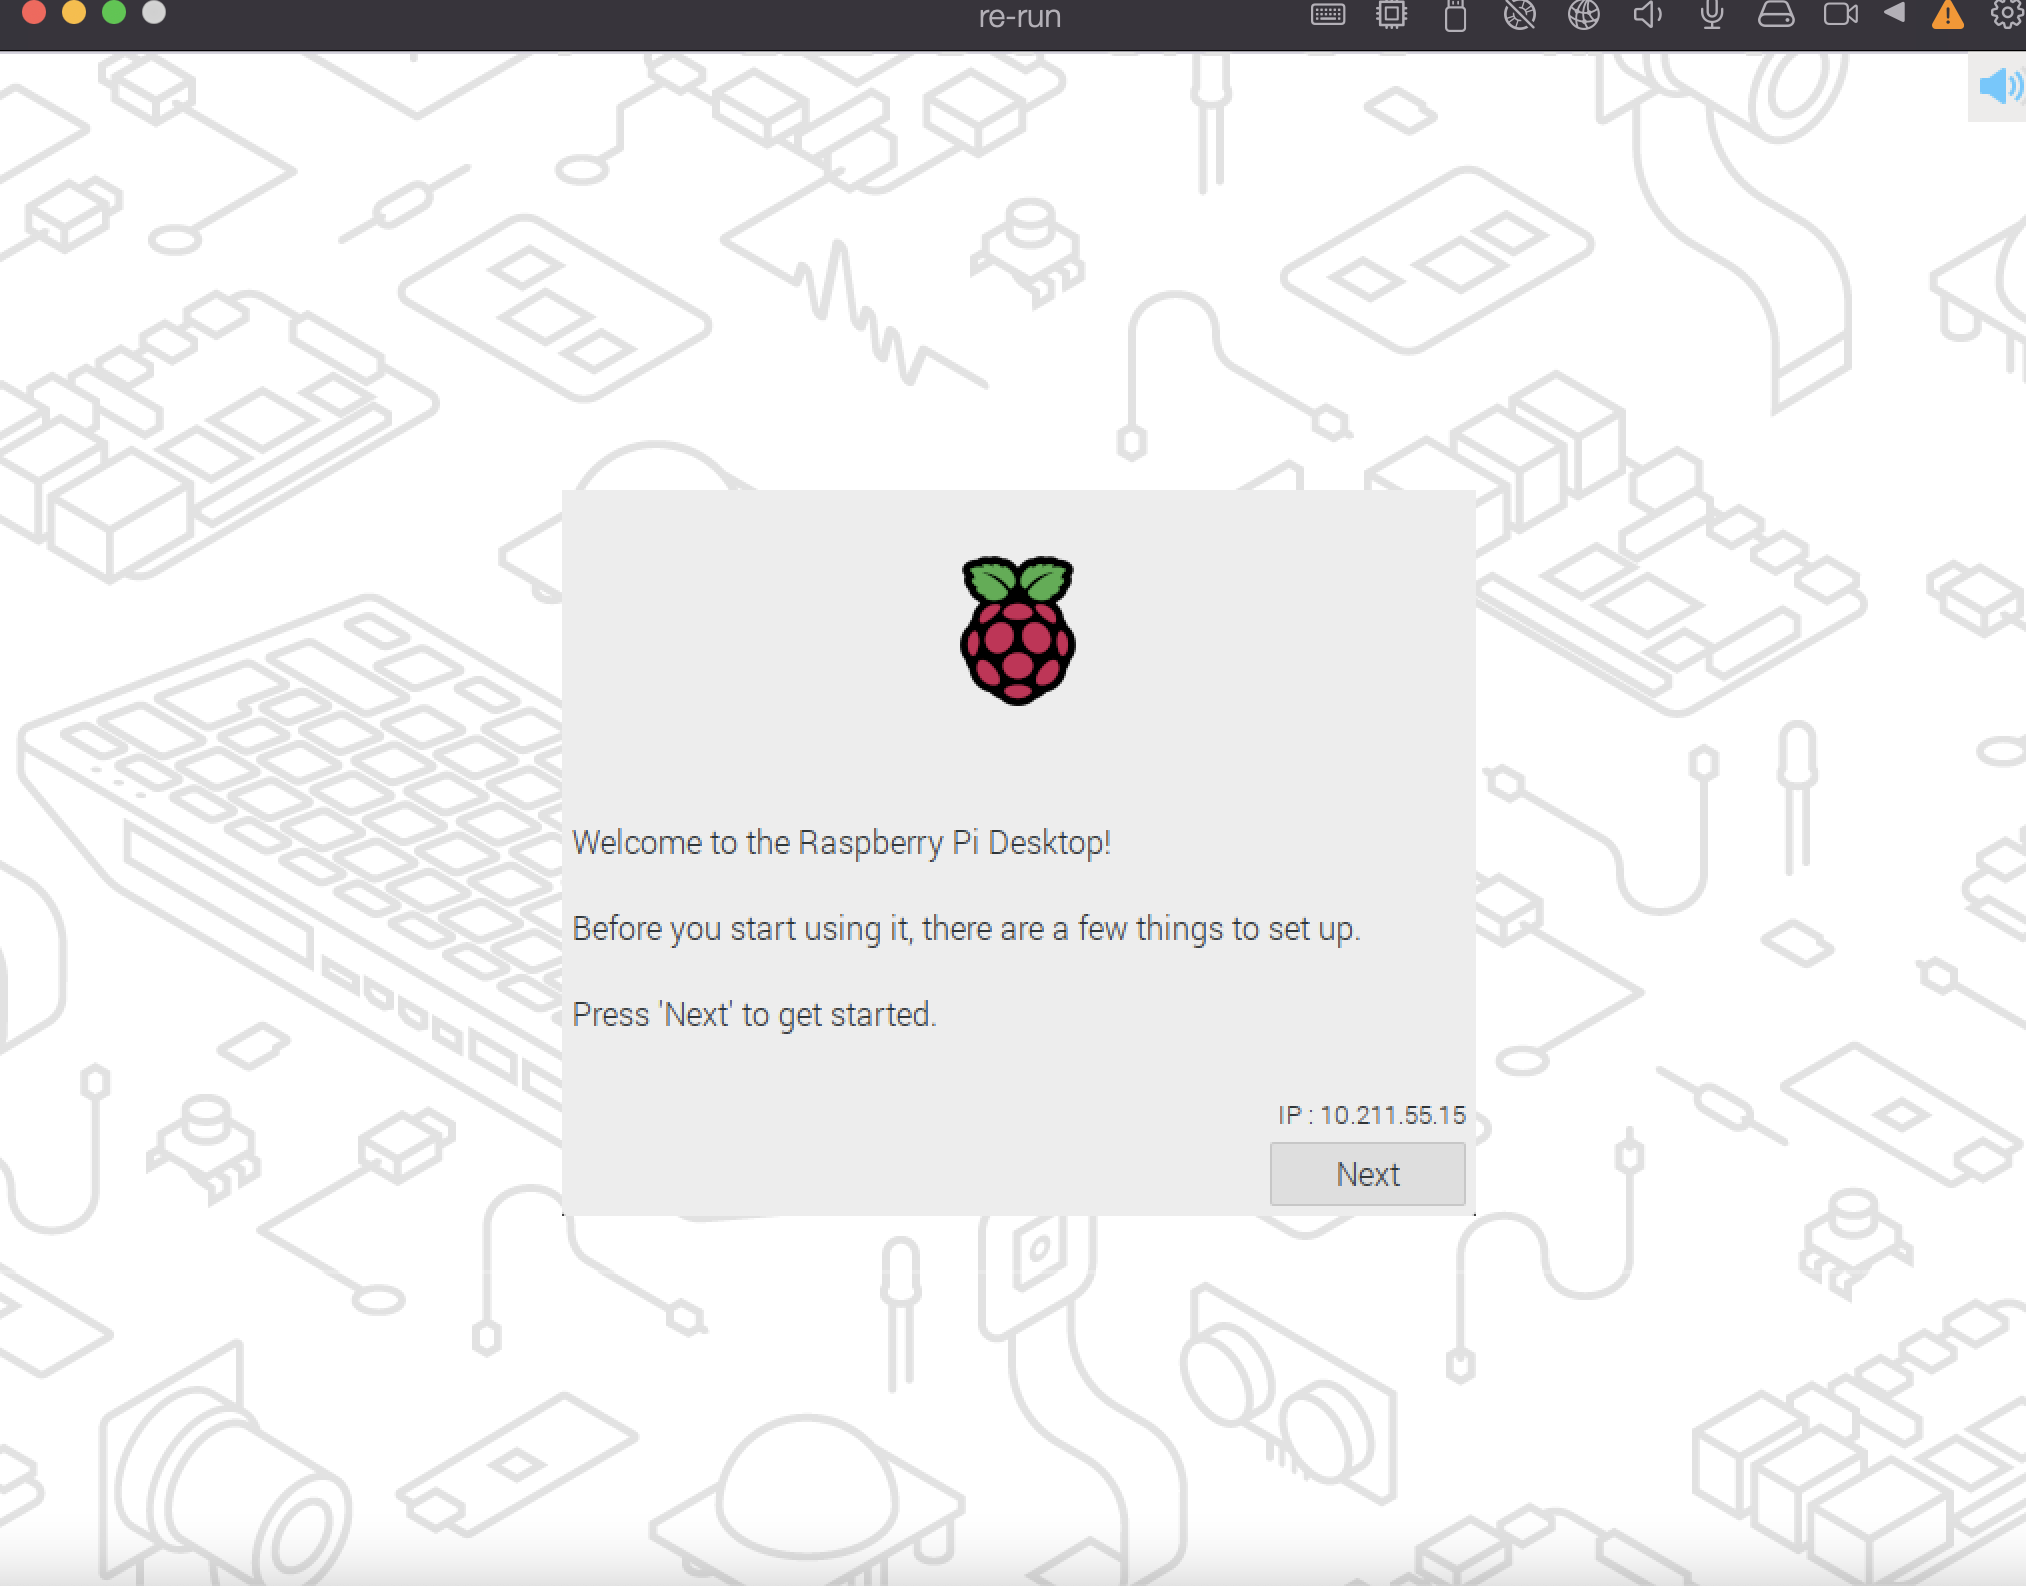 re-run
Welcome to the Raspberry Pi Desktop!
Before you start using it, there are a few things to set up.
Press 'Next' to get started.
IP : 10.211.55.15
Next